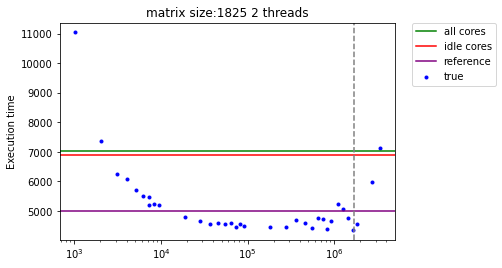 matrix size:1825 2 threads
Execution time
11000
10000
9000
8000
7000
6000
5000
10³
10⁴
10⁵
10⁶
all cores
idle cores
reference
true